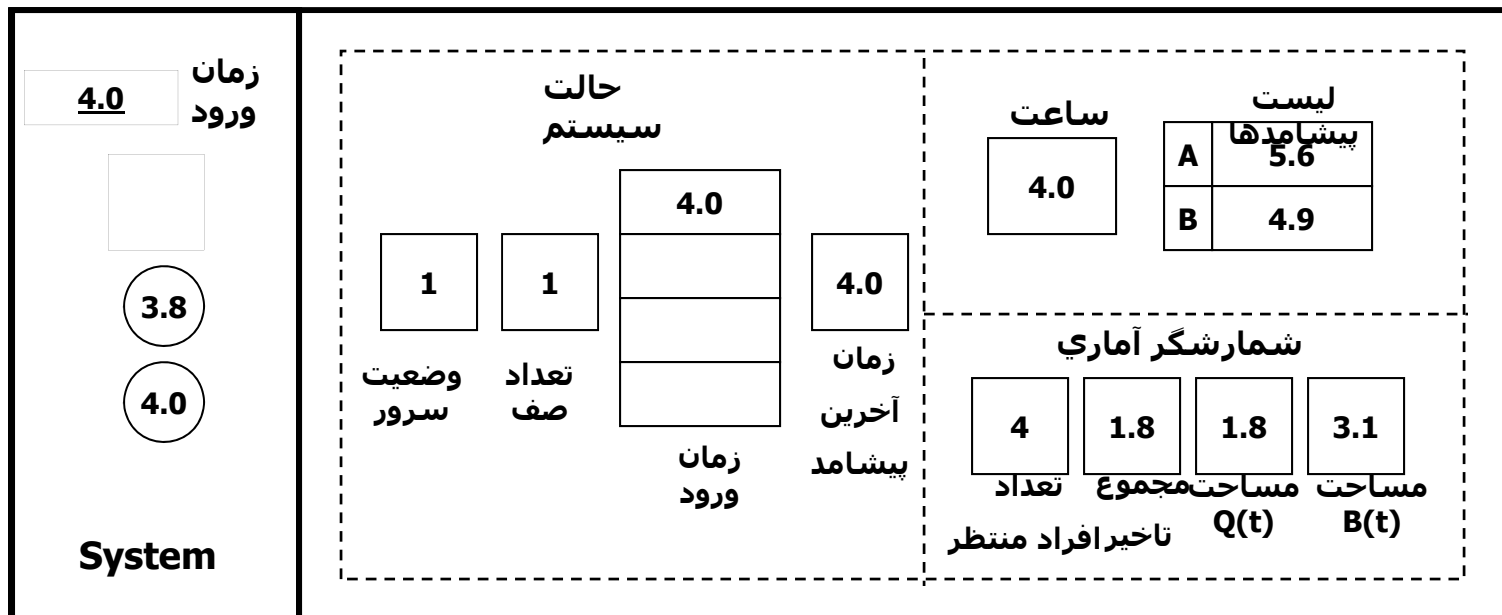 زمان
ورود
4.0
3.8
4.0
System
حالت
سیستم
4.0
1
1
4.0
وضعیت
سرور
تعداد
صف
زمان
ورود
زمان
آخرین
پیشامد
ساعت
4.0
لیست
پیشامدها
A 5.6
B 4.9
شمارشگر آماري
4 1.8 1.8 3.1
تعداد
افراد منتظر
مجموع
تاخیر
مساحت
Q(t)
مساحت
B(t)